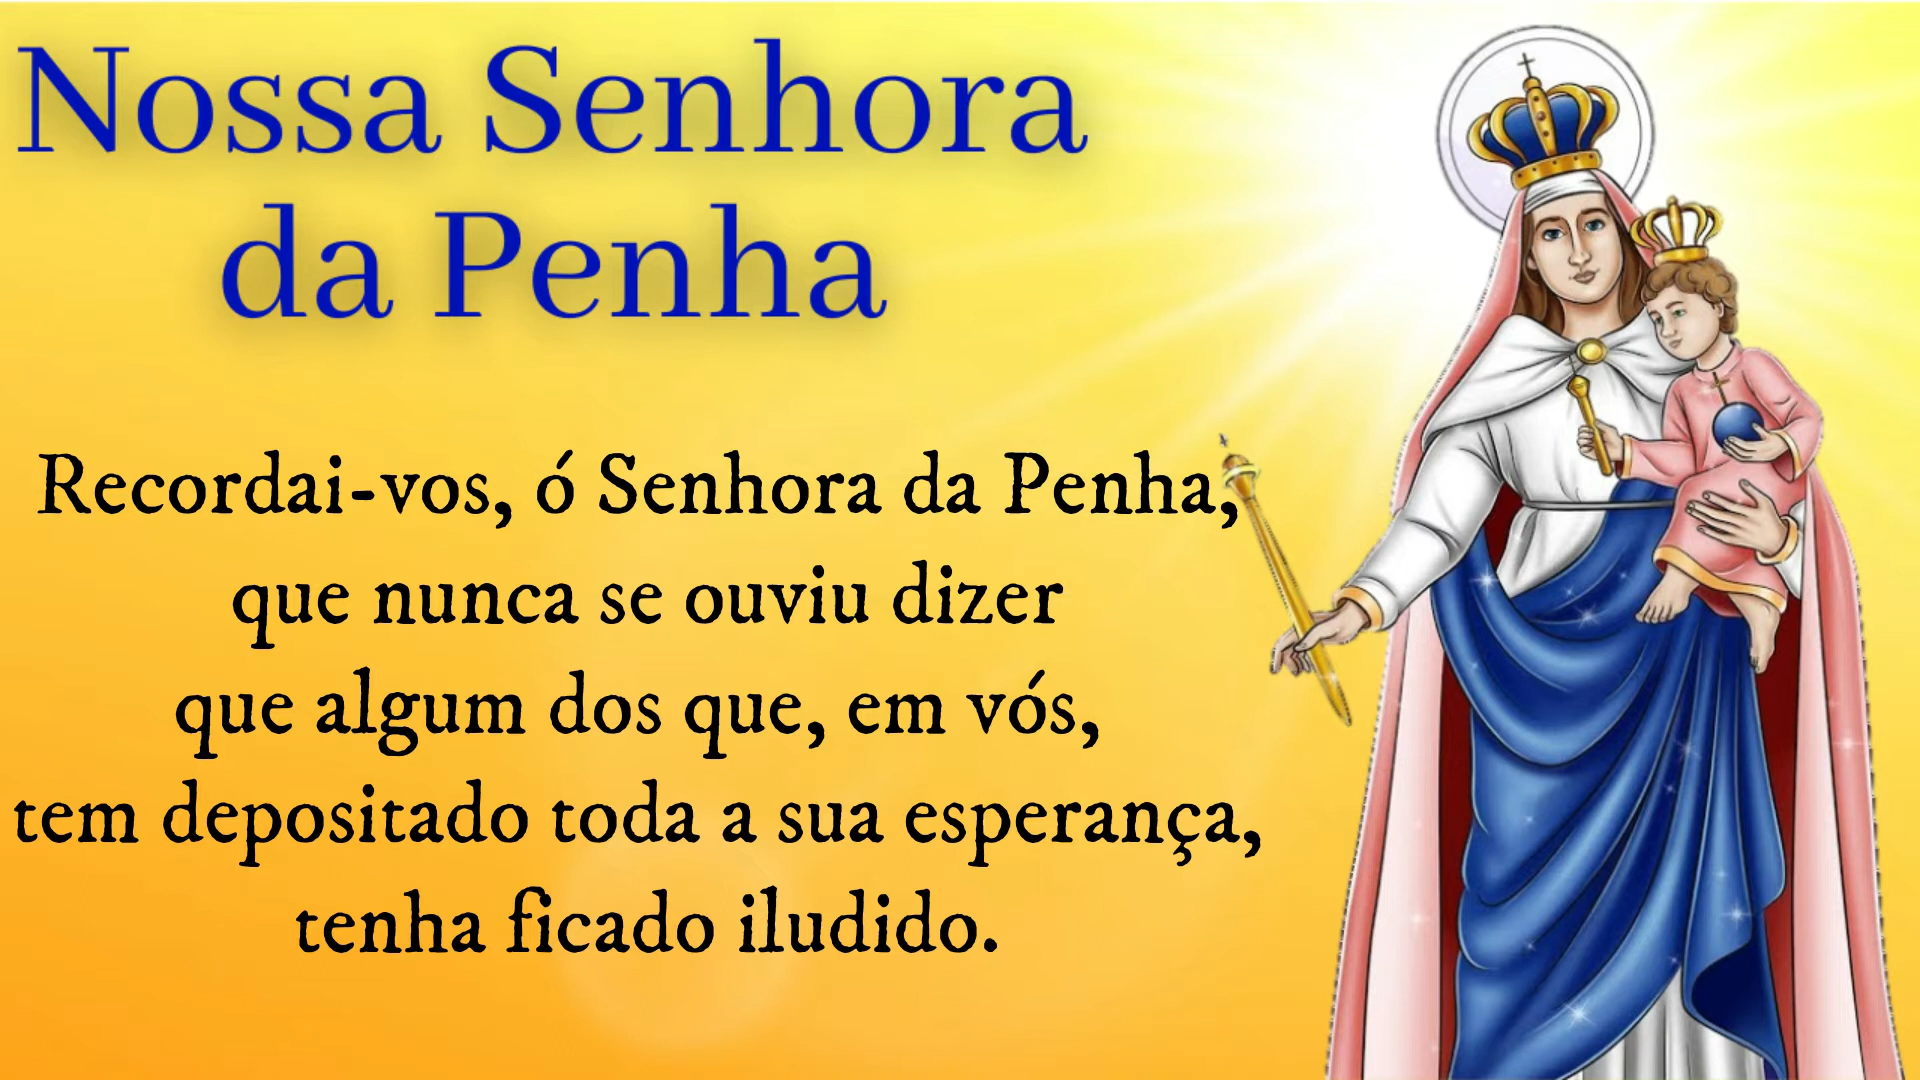 Nossa Senhora
da Penha
Recordai-vos, ó Senhora da Penha,
que nunca se ouviu dizer
que algum dos que, em vós,
tem depositado toda a sua esperança,
tenha ficado iludido.